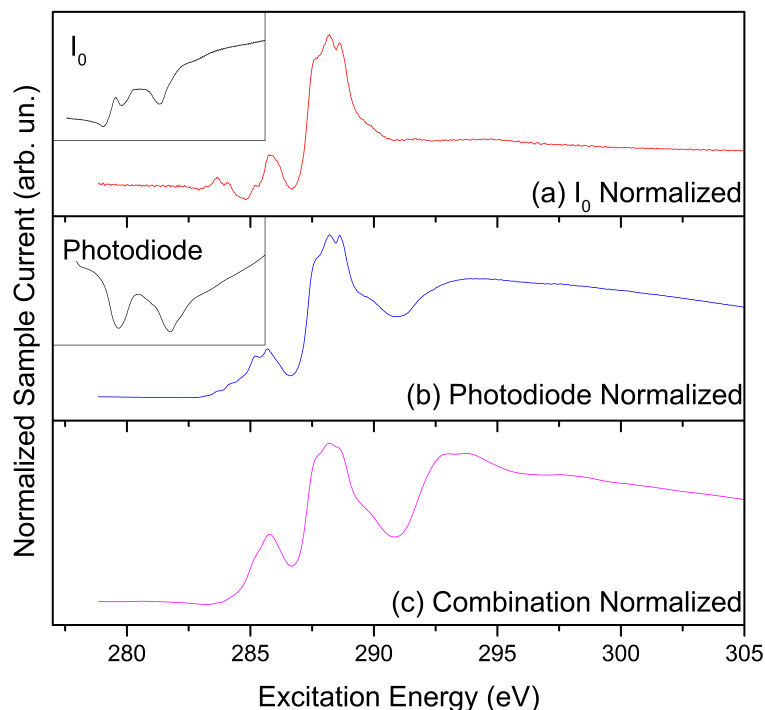 Normalized Sample Current (arb. un.)
I₀
(a) I₀ Normalized
Photodiode
(b) Photodiode Normalized
(c) Combination Normalized
280 285 290 295 300 305
Excitation Energy (eV)